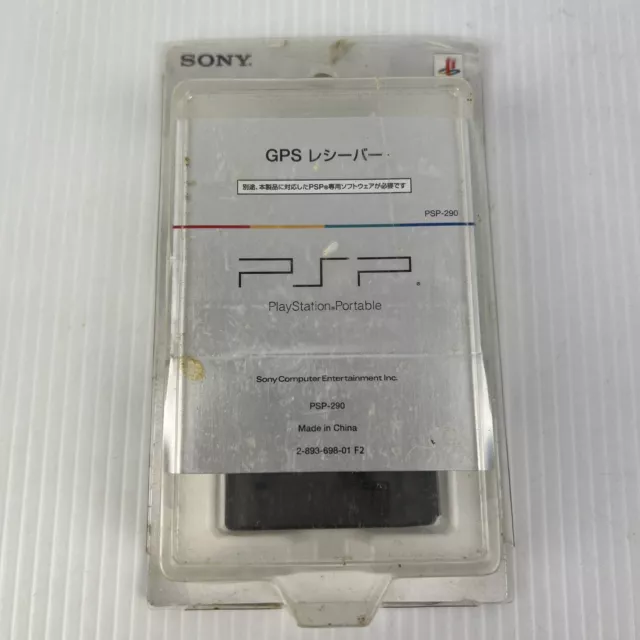 SONY
GPS レシーバー
別途、本製品に対応したPSP®専用ソフトウェアが必要です
PSP-290
PSP®
PlayStation®Portable
Sony Computer Entertainment Inc.
PSP-290
Made in China
2-893-698-01 F2